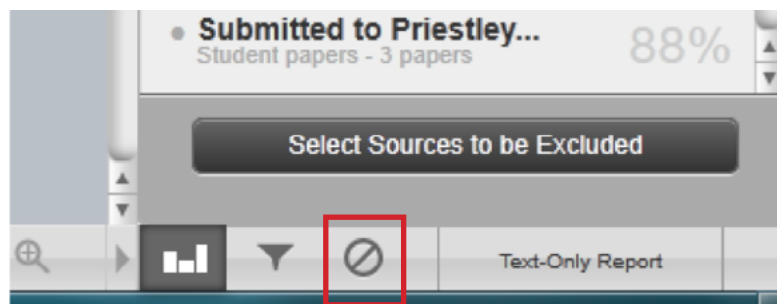 Submitted to Priestley...
Student papers - 3 papers
88%
Select Sources to be Excluded
Text-Only Report